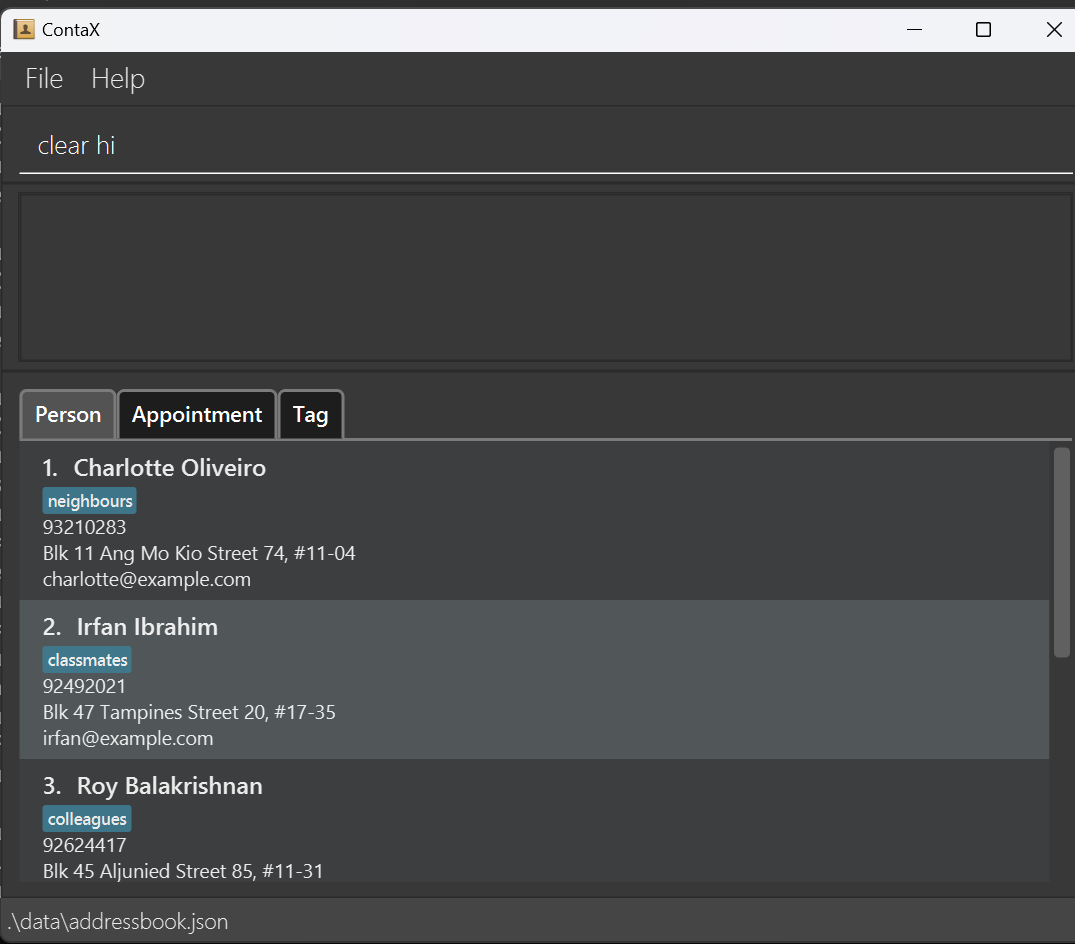 ContaX
File Help
clear hi
Person Appointment Tag
1. Charlotte Oliveiro
neighbours
93210283
Blk 11 Ang Mo Kio Street 74, #11-04
charlotte@example.com
2. Irfan Ibrahim
classmates
92492021
Blk 47 Tampines Street 20, #17-35
irfan@example.com
3. Roy Balakrishnan
colleagues
92624417
Blk 45 Aljunied Street 85, #11-31
.\data\addressbook.json